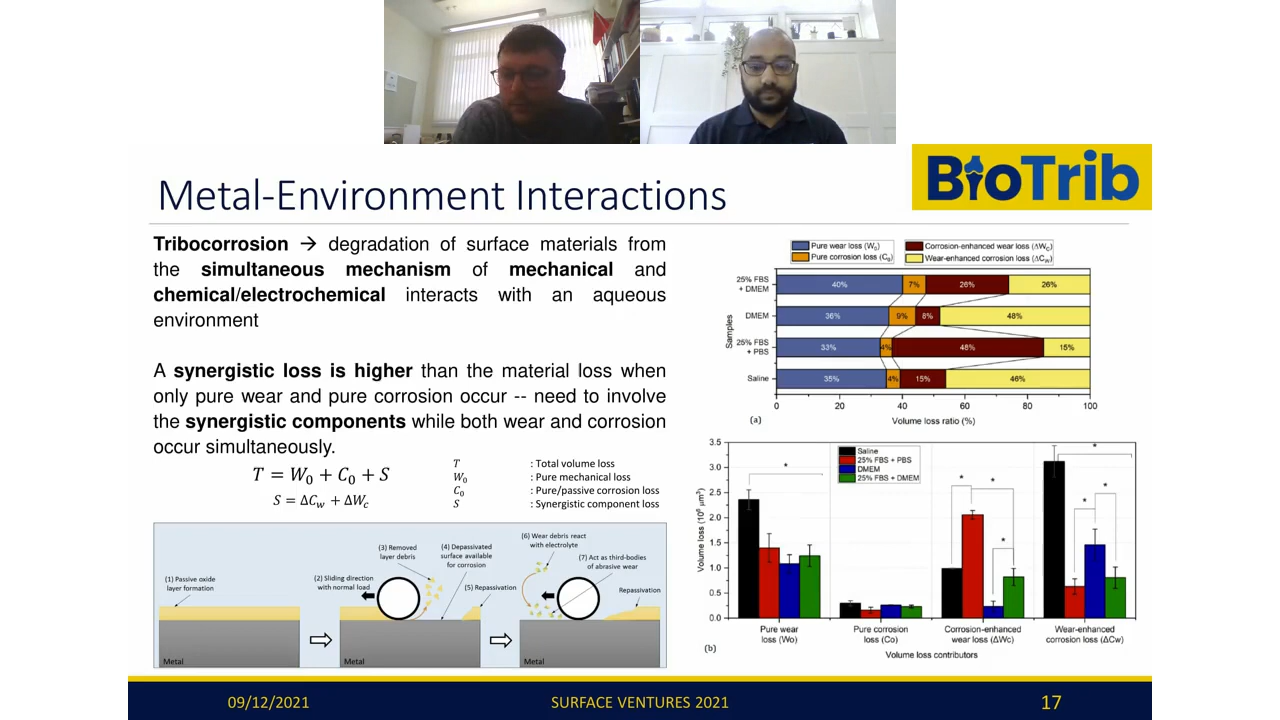 BioTrib
Metal-Environment Interactions
Tribocorrosion → degradation of surface materials from
the simultaneous mechanism of mechanical and
chemical/electrochemical interacts with an aqueous
environment
A synergistic loss is higher than the material loss when
only pure wear and pure corrosion occur -- need to involve
the synergistic components while both wear and corrosion
occur simultaneously.
T = W₀ + C₀ + S
S = ΔC_w + ΔW_c
T : Total volume loss
W₀ : Pure mechanical loss
C₀ : Pure/passive corrosion loss
S : Synergistic component loss
(1) Passive oxide
layer formation
Metal
(2) Sliding direction
with normal load
(3) Removed
layer debris
(4) Depassivated
surface available
for corrosion
(5) Repassivation
Metal
(6) Wear debris react
with electrolyte
(7) Act as third-bodies
of abrasive wear
Repassivation
Metal
Pure wear loss (W₀)
Pure corrosion loss (C₀)
Corrosion-enhanced wear loss (ΔW_C)
Wear-enhanced corrosion loss (ΔC_W)
Samples
25% FBS
+ DMEM
40% 7% 26% 26%
DMEM
36% 9% 8% 48%
25% FBS
+ PBS
33% 4% 48% 15%
Saline
35% 4% 15% 46%
0 20 40 60 80 100
(a)
Volume loss ratio (%)
Saline
25% FBS + PBS
DMEM
25% FBS + DMEM
Volume loss (10⁶ μm³)
3.5
3.0
2.5
2.0
1.5
1.0
0.5
0.0
* * * * * * *
Pure wear
loss (Wo)
Pure corrosion
loss (Co)
Corrosion-enhanced
wear loss (ΔWc)
Wear-enhanced
corrosion loss (ΔCw)
(b)
Volume loss contributors
09/12/2021
SURFACE VENTURES 2021
17